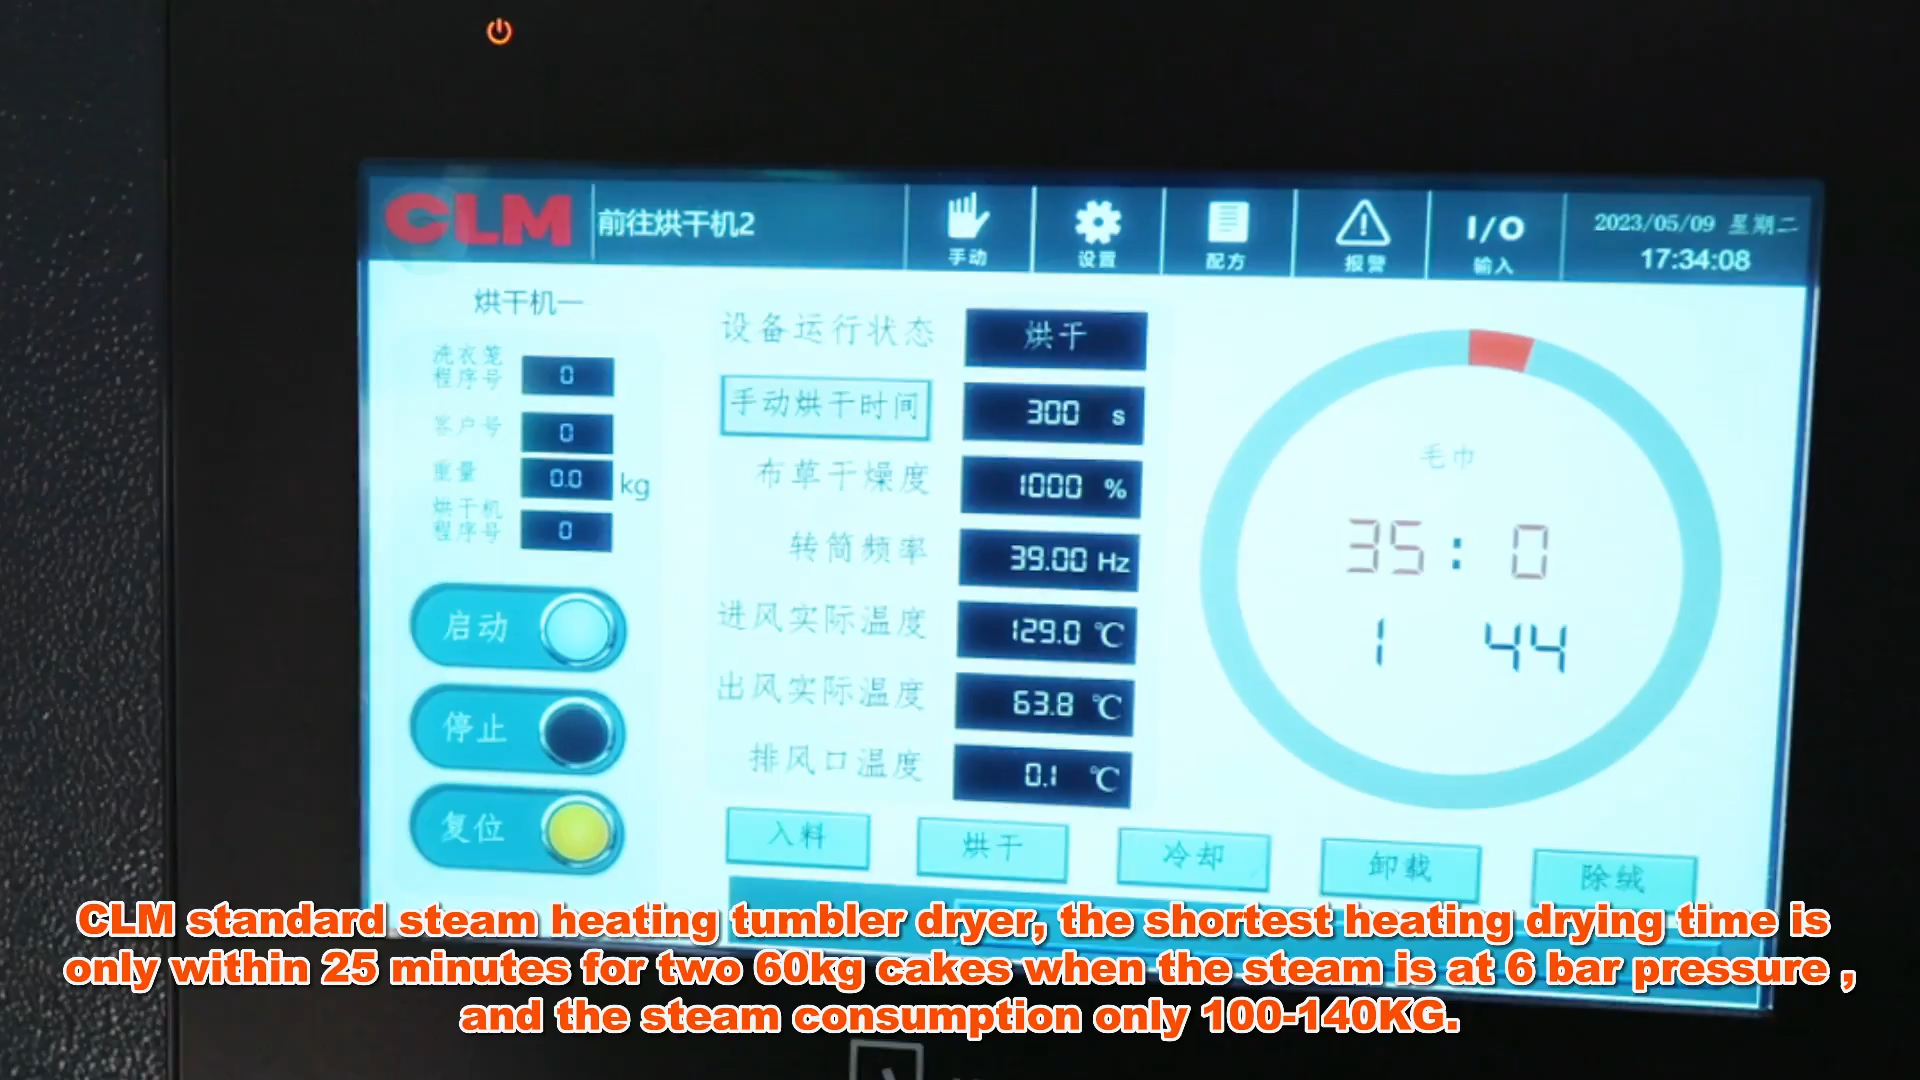 CLM
前往烘干机2
手动
设置
配方
报警
I/O
输入
2023/05/09 星期二
17:34:08
烘干机一
洗衣笼
程序号
0
客户号
0
重量
0.0
kg
烘干机
程序号
0
启动
停止
复位
设备运行状态
烘干
手动烘干时间
300 s
布草干燥度
1000 %
转筒频率
39.00 Hz
进风实际温度
129.0 ℃
出风实际温度
63.8 ℃
排风口温度
0.1 ℃
毛巾
35 : 0
1 44
入料
烘干
冷却
卸载
除绒
CLM standard steam heating tumbler dryer, the shortest heating drying time is
only within 25 minutes for two 60kg cakes when the steam is at 6 bar pressure ,
and the steam consumption only 100-140KG.